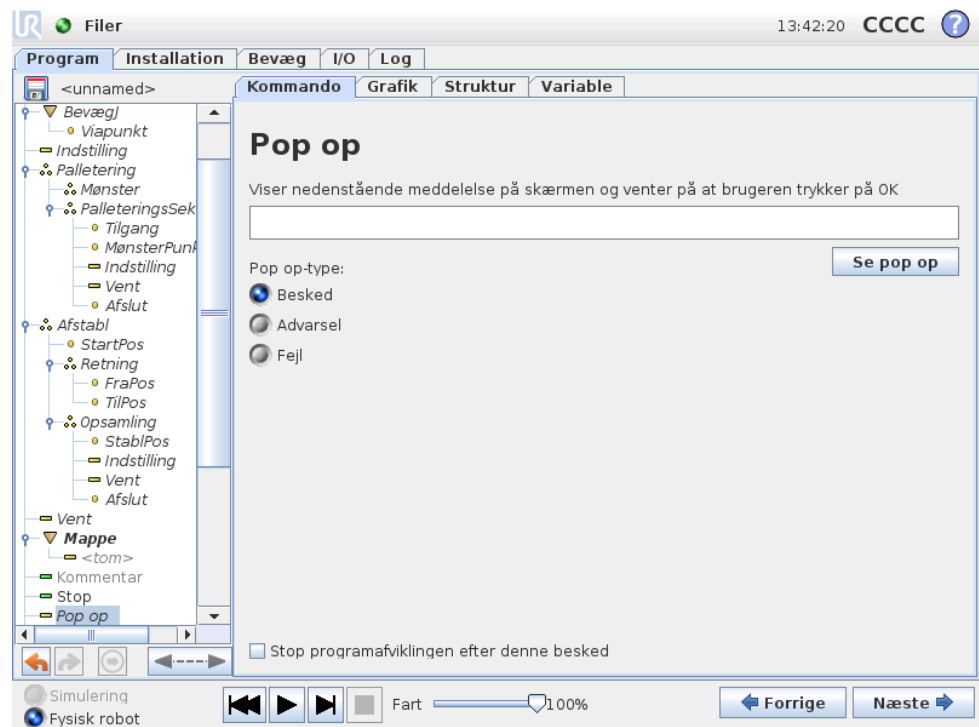 UR Filer 13:42:20 CCCC ?
Program Installation Bevæg I/O Log
<unnamed>
Kommando Grafik Struktur Variable
BevægJ
Viapunkt
Indstilling
Palletering
Mønster
PalleteringsSek
Tilgang
MønsterPunk
Indstilling
Vent
Afslut
Afstabl
StartPos
Retning
FraPos
TilPos
Opsamling
StablPos
Indstilling
Vent
Afslut
Vent
Mappe
<tom>
Kommentar
Stop
Pop op
Pop op
Viser nedenstående meddelelse på skærmen og venter på at brugeren trykker på OK
Se pop op
Pop op-type:
Besked
Advarsel
Fejl
Stop programafviklingen efter denne besked
Simulering
Fysisk robot
Fart 100%
Forrige Næste